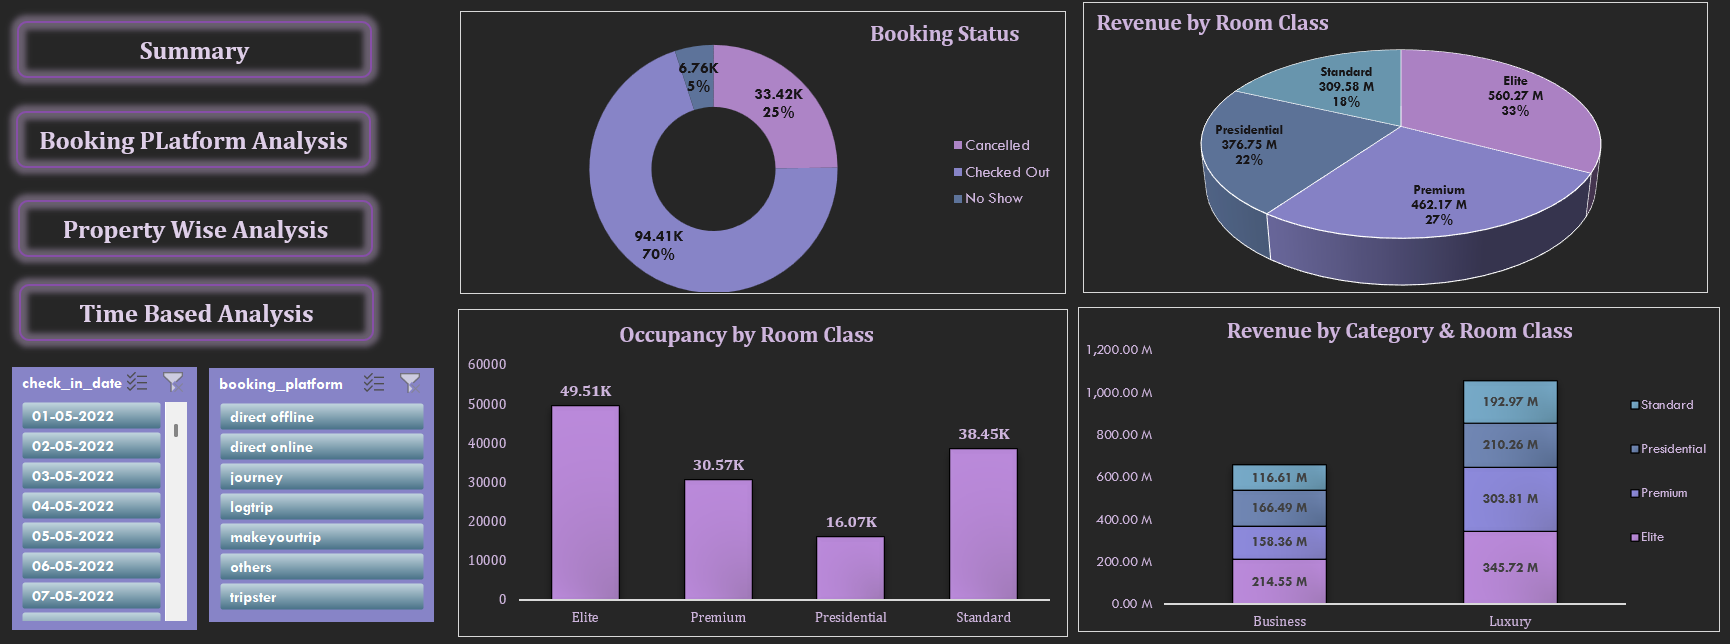 Summary
Booking PLatform Analysis
Property Wise Analysis
Time Based Analysis
check_in_date
01-05-2022
02-05-2022
03-05-2022
04-05-2022
05-05-2022
06-05-2022
07-05-2022
booking_platform
direct offline
direct online
journey
logtrip
makeyourtrip
others
tripster
Booking Status
6.76K
5%
33.42K
25%
94.41K
70%
Cancelled
Checked Out
No Show
Revenue by Room Class
Standard
309.58 M
18%
Elite
560.27 M
33%
Presidential
376.75 M
22%
Premium
462.17 M
27%
Occupancy by Room Class
60000
50000
40000
30000
20000
10000
0
49.51K
30.57K
16.07K
38.45K
Elite
Premium
Presidential
Standard
Revenue by Category & Room Class
1,200.00 M
1,000.00 M
800.00 M
600.00 M
400.00 M
200.00 M
0.00 M
116.61 M
166.49 M
158.36 M
214.55 M
192.97 M
210.26 M
303.81 M
345.72 M
Business
Luxury
Standard
Presidential
Premium
Elite